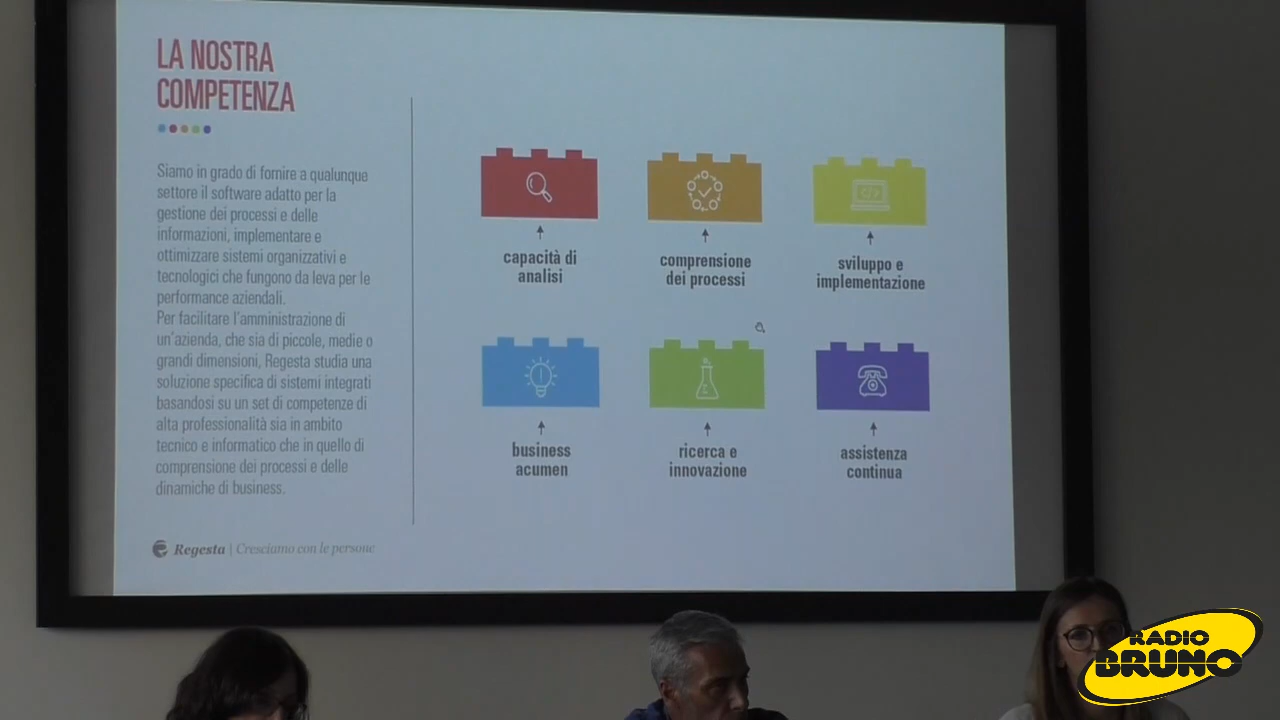 LA NOSTRA
COMPETENZA
Siamo in grado di fornire a qualunque
settore il software adatto per la
gestione dei processi e delle
informazioni, implementare e
ottimizzare sistemi organizzativi e
tecnologici che fungono da leva per le
performance aziendali.
Per facilitare l'amministrazione di
un'azienda, che sia di piccole, medie o
grandi dimensioni, Regesta studia una
soluzione specifica di sistemi integrati
basandosi su un set di competenze di
alta professionalità sia in ambito
tecnico e informatico che in quello di
comprensione dei processi e delle
dinamiche di business.
Regesta | Cresciamo con le persone
capacità di
analisi
comprensione
dei processi
</>
sviluppo e
implementazione
business
acumen
ricerca e
innovazione
assistenza
continua
RADIO
BRUNO